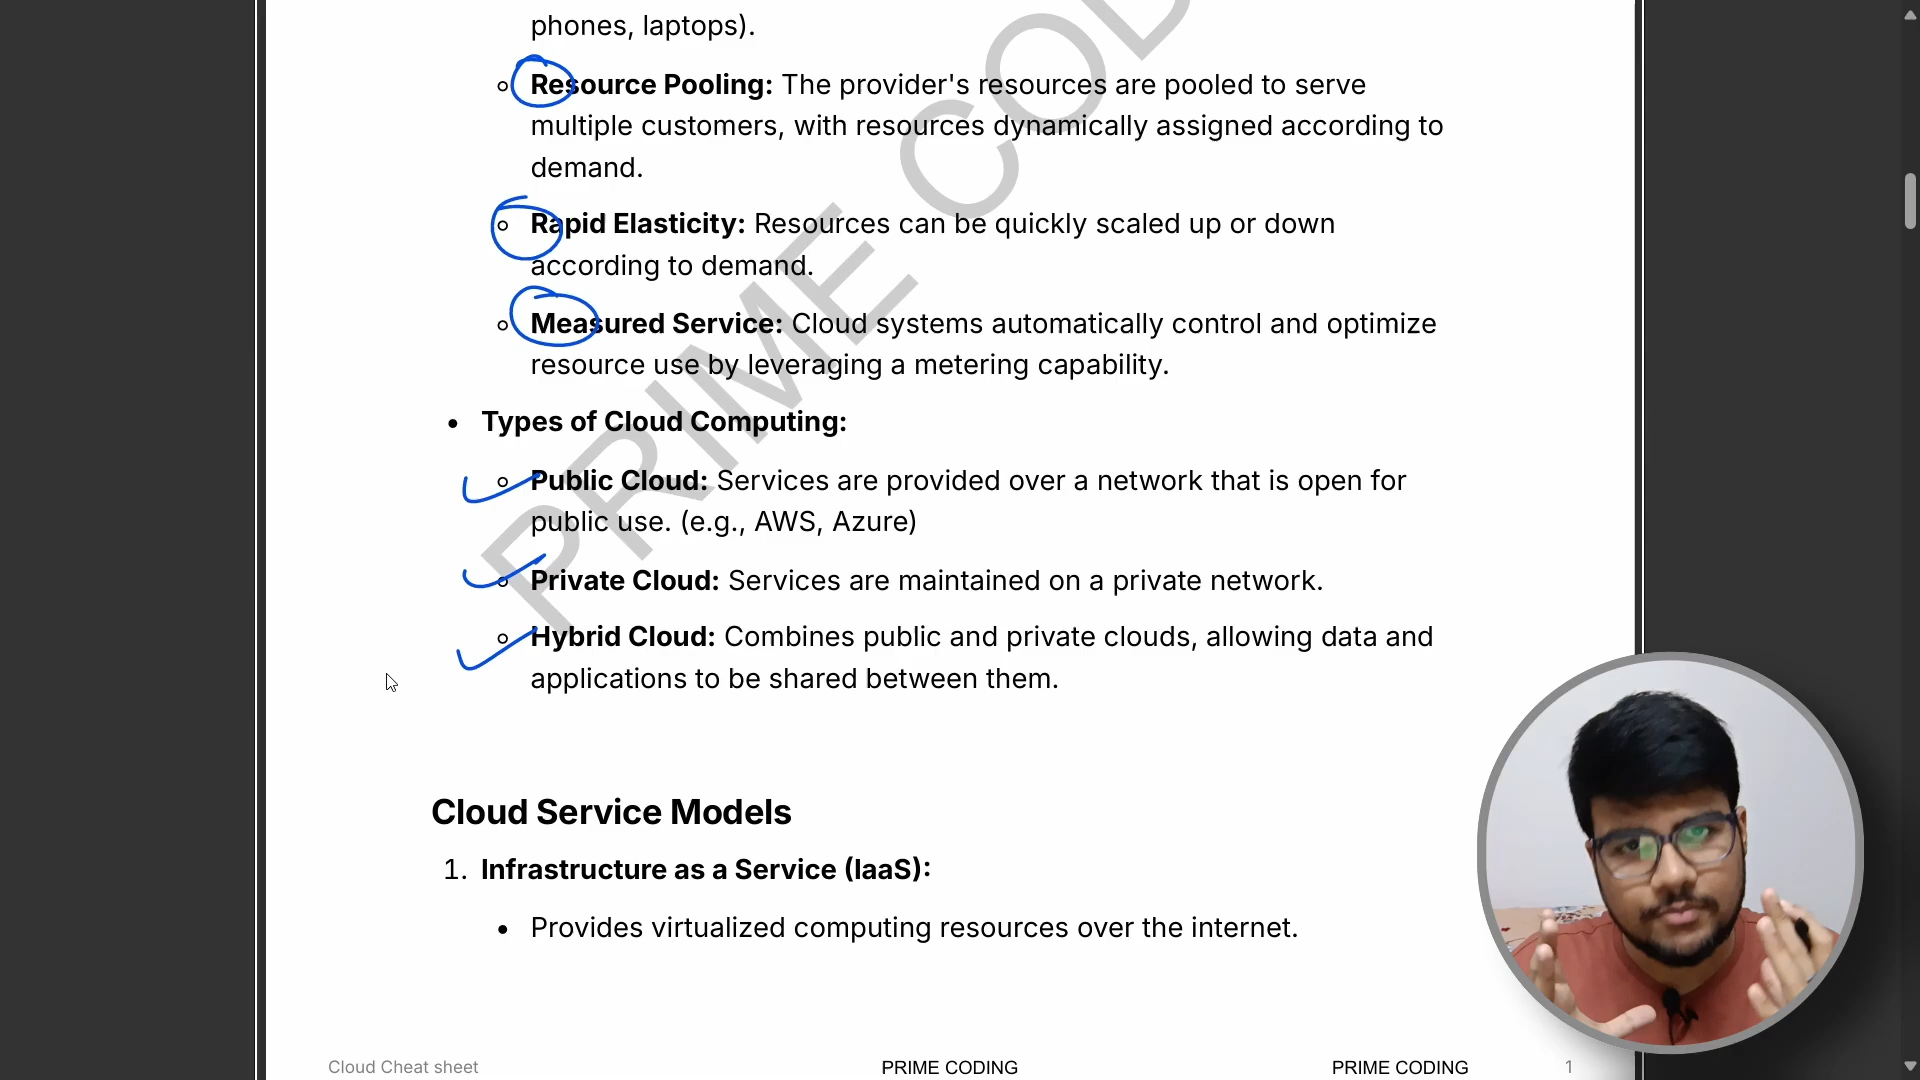 phones, laptops).
Resource Pooling: The provider's resources are pooled to serve
multiple customers, with resources dynamically assigned according to
demand.
Rapid Elasticity: Resources can be quickly scaled up or down
according to demand.
Measured Service: Cloud systems automatically control and optimize
resource use by leveraging a metering capability.
Types of Cloud Computing:
Public Cloud: Services are provided over a network that is open for
public use. (e.g., AWS, Azure)
Private Cloud: Services are maintained on a private network.
Hybrid Cloud: Combines public and private clouds, allowing data and
applications to be shared between them.
Cloud Service Models
1. Infrastructure as a Service (IaaS):
Provides virtualized computing resources over the internet.
Cloud Cheat sheet PRIME CODING PRIME CODING 1
PRIME COD